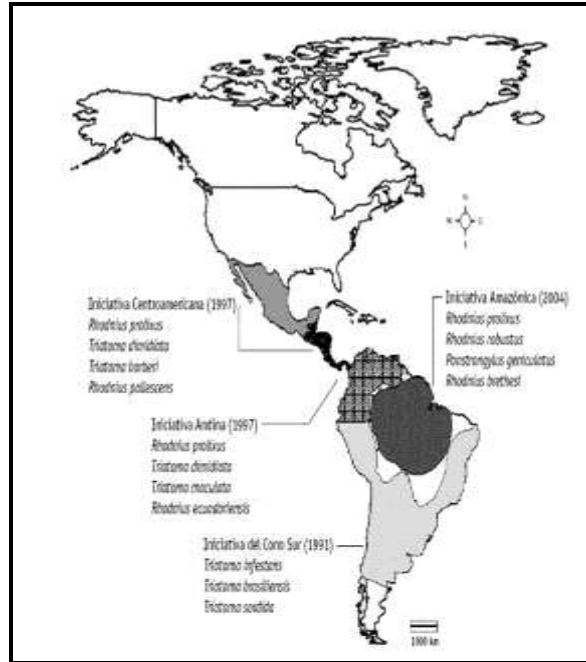 N
S
Iniciativa Centroamericana (1997)
Rhodnius prolixus
Triatoma dimidiata
Triatoma barberi
Rhodnius pallescens
Iniciativa Amazónica (2004)
Rhodnius prolixus
Rhodnius robustus
Panstrongylus geniculatus
Rhodnius brethesi
Iniciativa Andina (1997)
Rhodnius prolixus
Triatoma dimidiata
Triatoma maculata
Rhodnius ecuadoriensis
Iniciativa del Cono Sur (1991)
Triatoma infestans
Triatoma brasiliensis
Triatoma sordida
1000 km